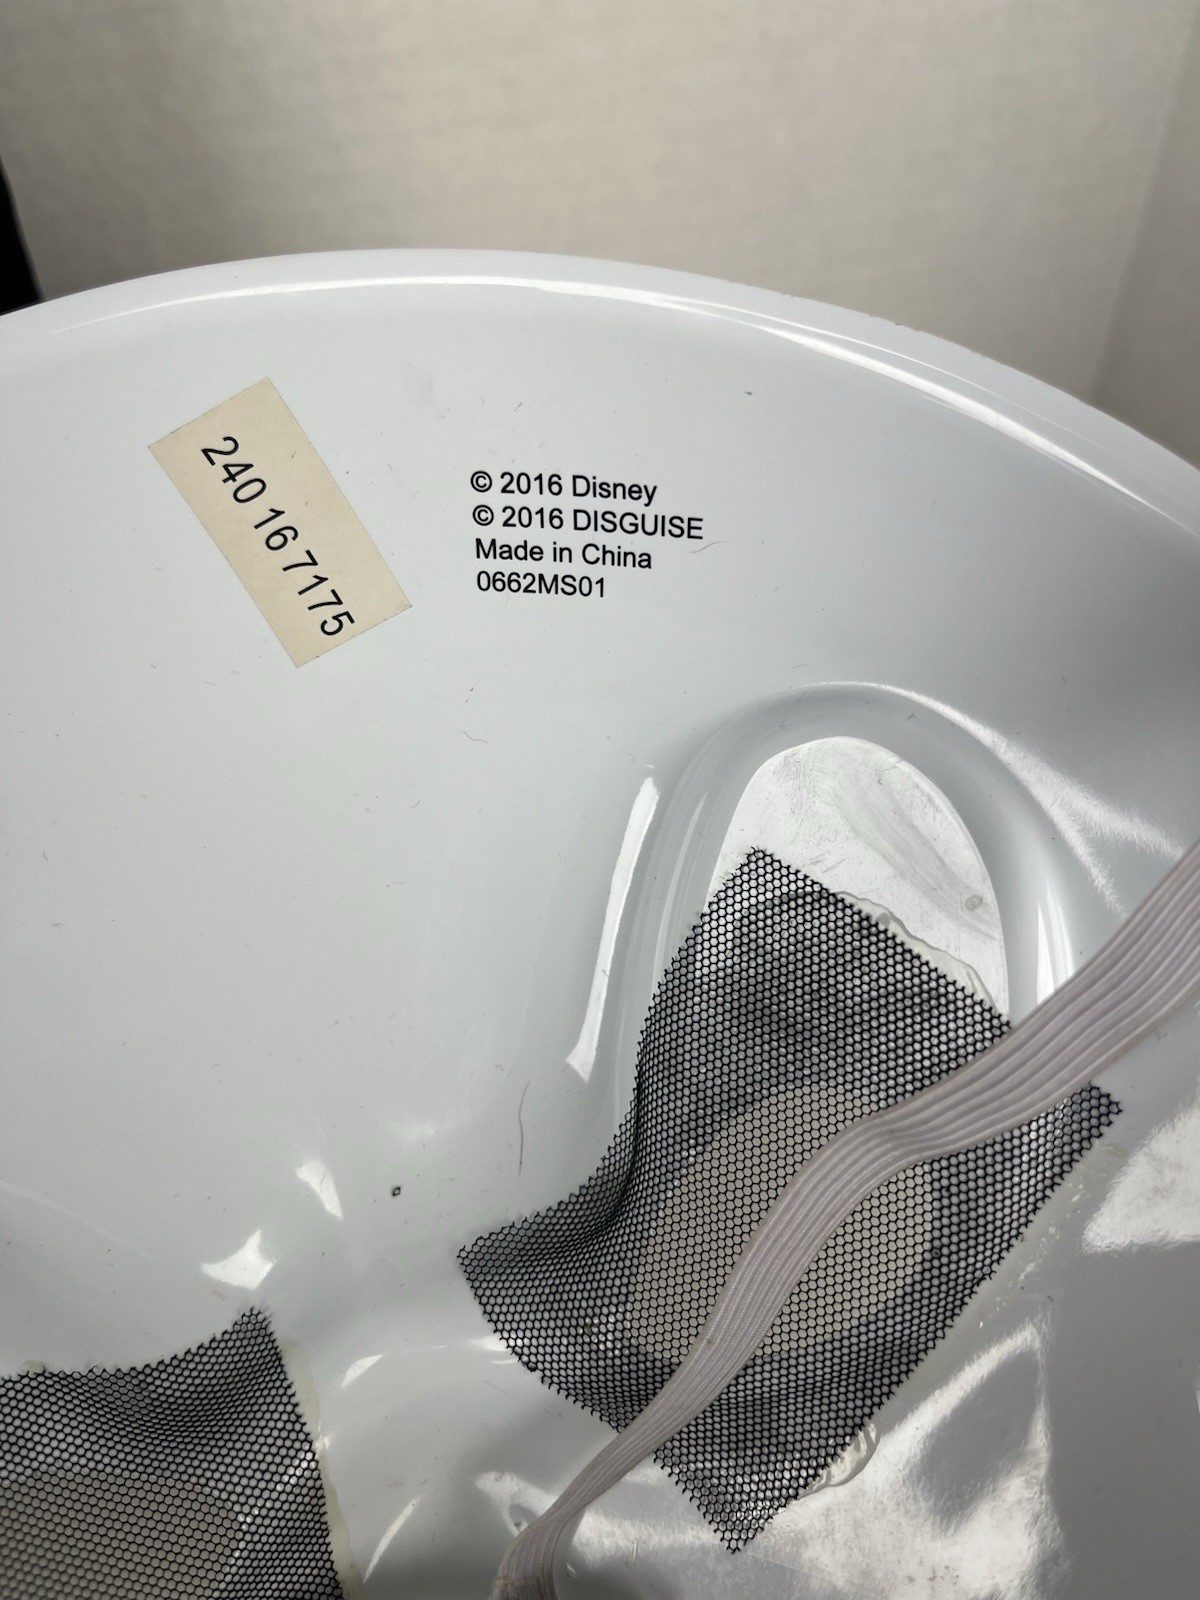 240 16 7175
© 2016 Disney
© 2016 DISGUISE
Made in China
0662MS01